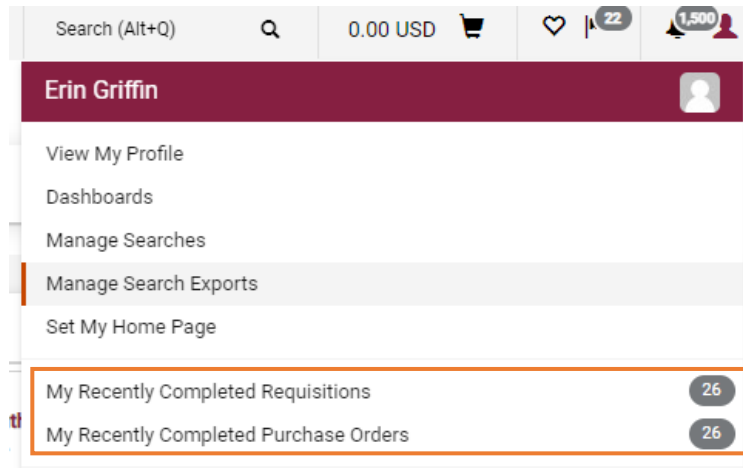 Search (Alt+Q) 0.00 USD 22 1,500
Erin Griffin
View My Profile
Dashboards
Manage Searches
Manage Search Exports
Set My Home Page
My Recently Completed Requisitions 26
My Recently Completed Purchase Orders 26